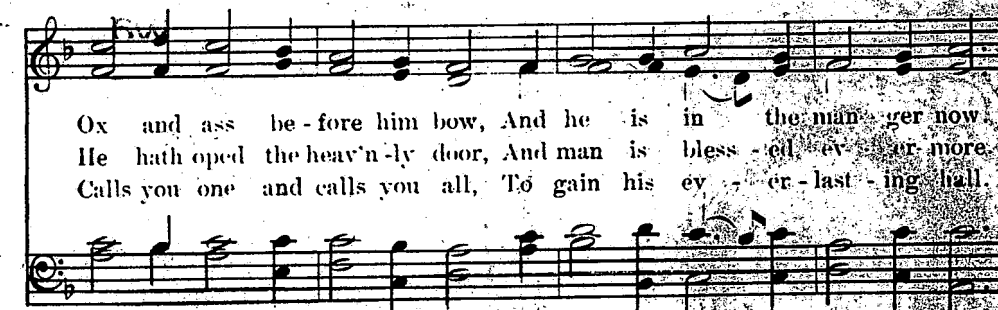 Ox and ass be - fore him bow, And he is in the man - ger now.
He hath oped the heav'n - ly door, And man is bless - ed ev - er - more.
Calls you one and calls you all, To gain his ev - er - last - ing hall.